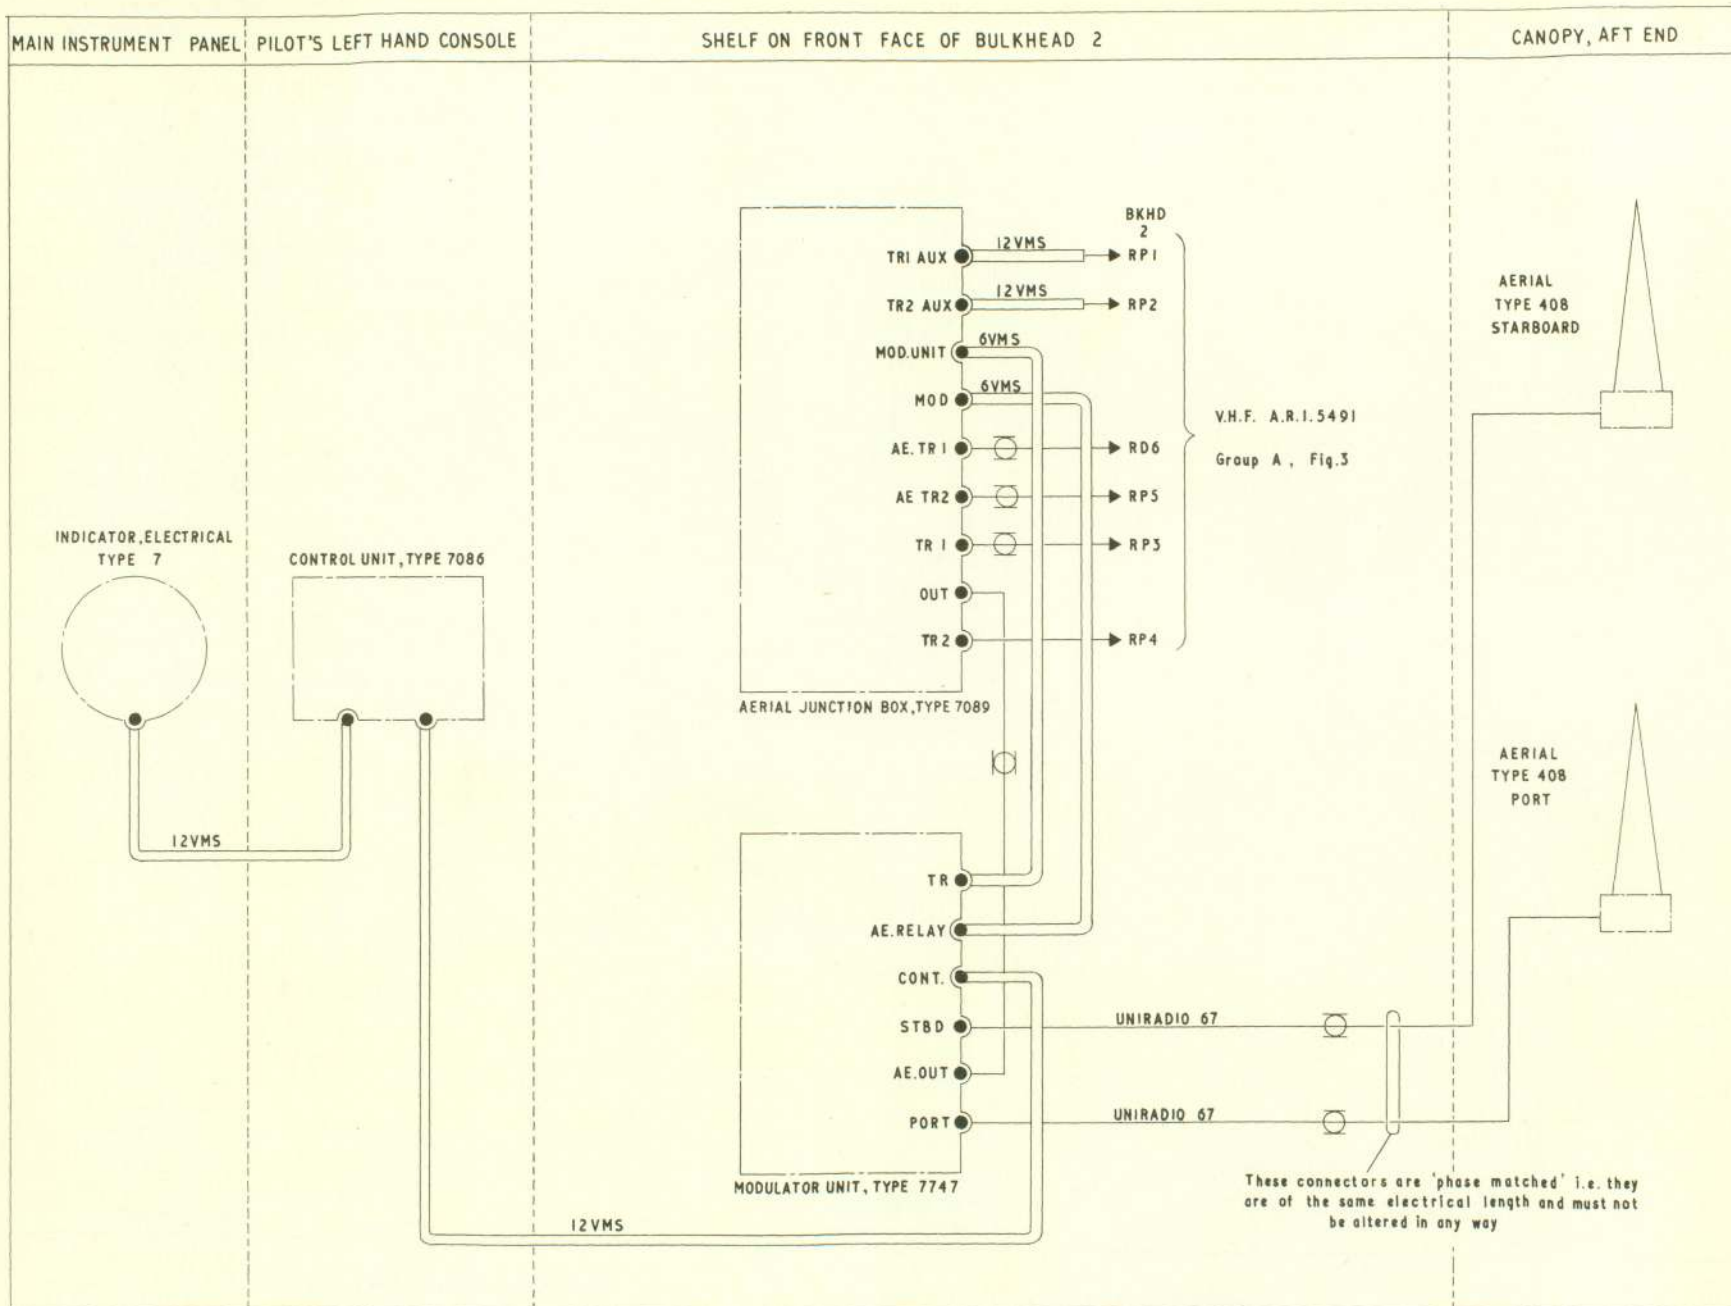 MAIN INSTRUMENT PANEL
PILOT'S LEFT HAND CONSOLE
SHELF ON FRONT FACE OF BULKHEAD 2
CANOPY, AFT END
BKHD
2
TR1 AUX
12VMS
RP1
TR2 AUX
12VMS
RP2
MOD.UNIT
6VMS
MOD
6VMS
AE.TR1
RD6
AE TR2
RP5
TR 1
RP3
OUT
TR2
RP4
AERIAL JUNCTION BOX, TYPE 7089
V.H.F. A.R.I.5491
Group A, Fig.3
AERIAL
TYPE 408
STARBOARD
INDICATOR, ELECTRICAL
TYPE 7
CONTROL UNIT, TYPE 7086
12VMS
AERIAL
TYPE 408
PORT
TR
AE.RELAY
CONT.
STBD
UNIRADIO 67
AE.OUT
PORT
UNIRADIO 67
MODULATOR UNIT, TYPE 7747
12VMS
These connectors are 'phase matched' i.e. they
are of the same electrical length and must not
be altered in any way